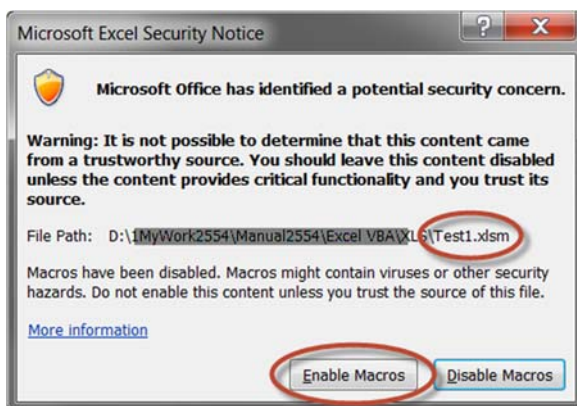 Microsoft Excel Security Notice
?
X
Microsoft Office has identified a potential security concern.
Warning: It is not possible to determine that this content came
from a trustworthy source. You should leave this content disabled
unless the content provides critical functionality and you trust its
source.
File Path: D:\1MyWork2554\Manual2554\Excel VBA\XLS\Test1.xlsm
Macros have been disabled. Macros might contain viruses or other security
hazards. Do not enable this content unless you trust the source of this file.
More information
Enable Macros
Disable Macros